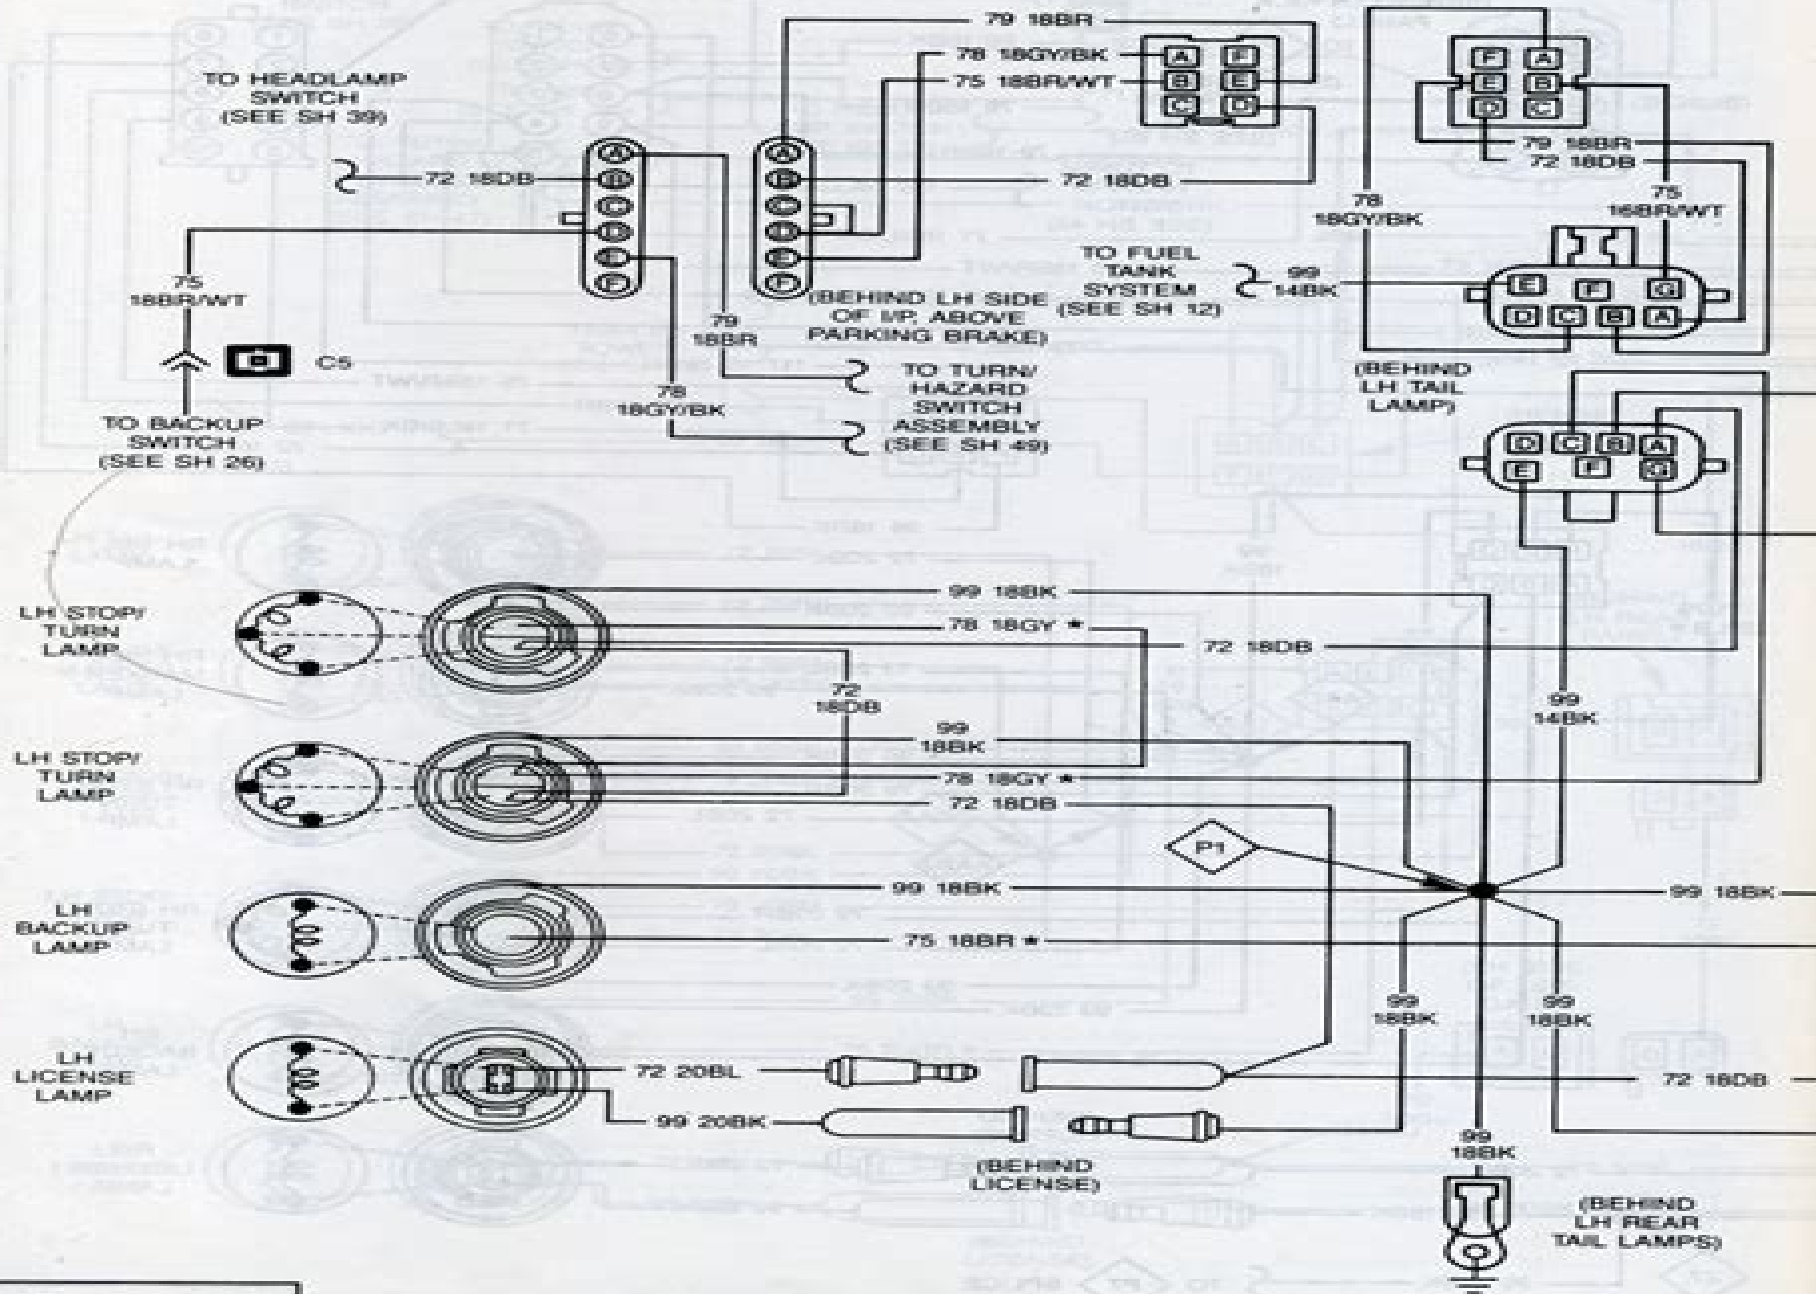 79 18BR
78 18GY/BK
75 18BR/WT
A F
B E
C D
F A
E B
D C
TO HEADLAMP
SWITCH
(SEE SH 39)
72 18DB
A
B
C
D
E
F
A
B
C
D
E
F
72 18DB
79 18BR
72 18DB
78
18GY/BK
75
16BR/WT
75
18BR/WT
C5
TO BACKUP
SWITCH
(SEE SH 26)
79
18BR
78
18GY/BK
(BEHIND LH SIDE
OF I/P, ABOVE
PARKING BRAKE)
TO TURN/
HAZARD
SWITCH
ASSEMBLY
(SEE SH 49)
TO FUEL
TANK
SYSTEM
(SEE SH 12)
99
14BK
E F G
D C B A
(BEHIND
LH TAIL
LAMP)
D C B A
E F G
LH STOP/
TURN
LAMP
99 18BK
78 18GY *
72 18DB
72
18DB
99
14BK
LH STOP/
TURN
LAMP
99
18BK
78 18GY *
72 18DB
P1
LH
BACKUP
LAMP
99 18BK
99 18BK
75 18BR *
99
18BK
99
18BK
LH
LICENSE
LAMP
72 20BL
72 18DB
99 20BK
(BEHIND
LICENSE)
99
18BK
(BEHIND
LH REAR
TAIL LAMPS)